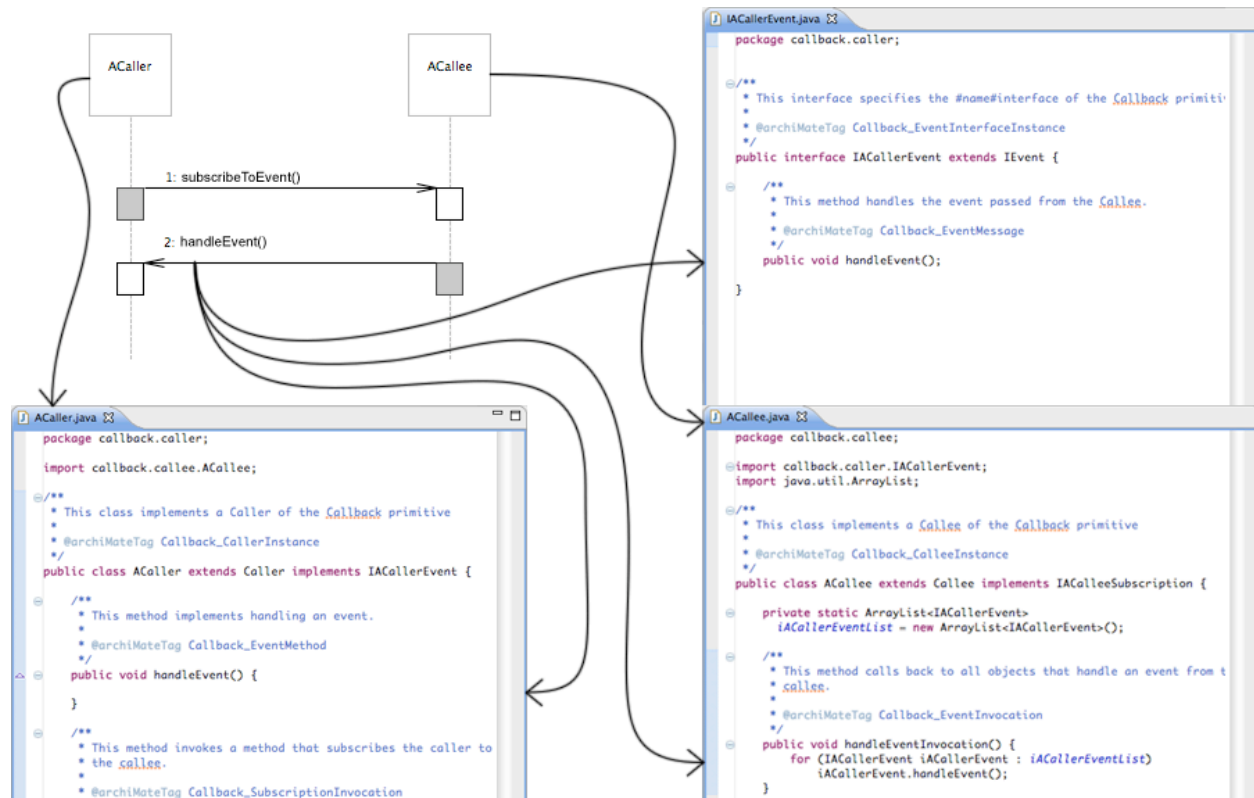 ACaller
ACallee
1: subscribeToEvent()
2: handleEvent()
IACallerEvent.java
package callback.caller;
/**
* This interface specifies the #name#interface of the Callback primiti
*
* @archiMateTag Callback_EventInterfaceInstance
*/
public interface IACallerEvent extends IEvent {
/**
* This method handles the event passed from the Callee.
*
* @archiMateTag Callback_EventMessage
*/
public void handleEvent();
}
ACaller.java
package callback.caller;
import callback.callee.ACallee;
/**
* This class implements a Caller of the Callback primitive
*
* @archiMateTag Callback_CallerInstance
*/
public class ACaller extends Caller implements IACallerEvent {
/**
* This method implements handling an event.
*
* @archiMateTag Callback_EventMethod
*/
public void handleEvent() {
}
/**
* This method invokes a method that subscribes the caller to
* the callee.
*
* @archiMateTag Callback_SubscriptionInvocation
ACallee.java
package callback.callee;
import callback.caller.IACallerEvent;
import java.util.ArrayList;
/**
* This class implements a Callee of the Callback primitive
*
* @archiMateTag Callback_CalleeInstance
*/
public class ACallee extends Callee implements IACalleeSubscription {
private static ArrayList<IACallerEvent>
iACallerEventList = new ArrayList<IACallerEvent>();
/**
* This method calls back to all objects that handle an event from t
* callee.
*
* @archiMateTag Callback_EventInvocation
*/
public void handleEventInvocation() {
for (IACallerEvent iACallerEvent : iACallerEventList)
iACallerEvent.handleEvent();
}